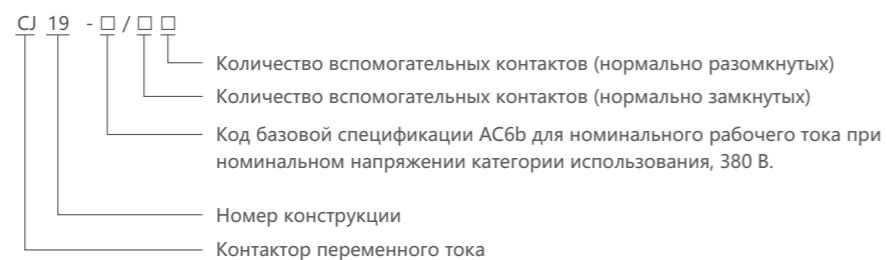 CJ 19 - □ / □ □
Количество вспомогательных контактов (нормально разомкнутых)
Количество вспомогательных контактов (нормально замкнутых)
Код базовой спецификации AC6b для номинального рабочего тока при
номинальном напряжении категории использования, 380 В.
Номер конструкции
Контактор переменного тока